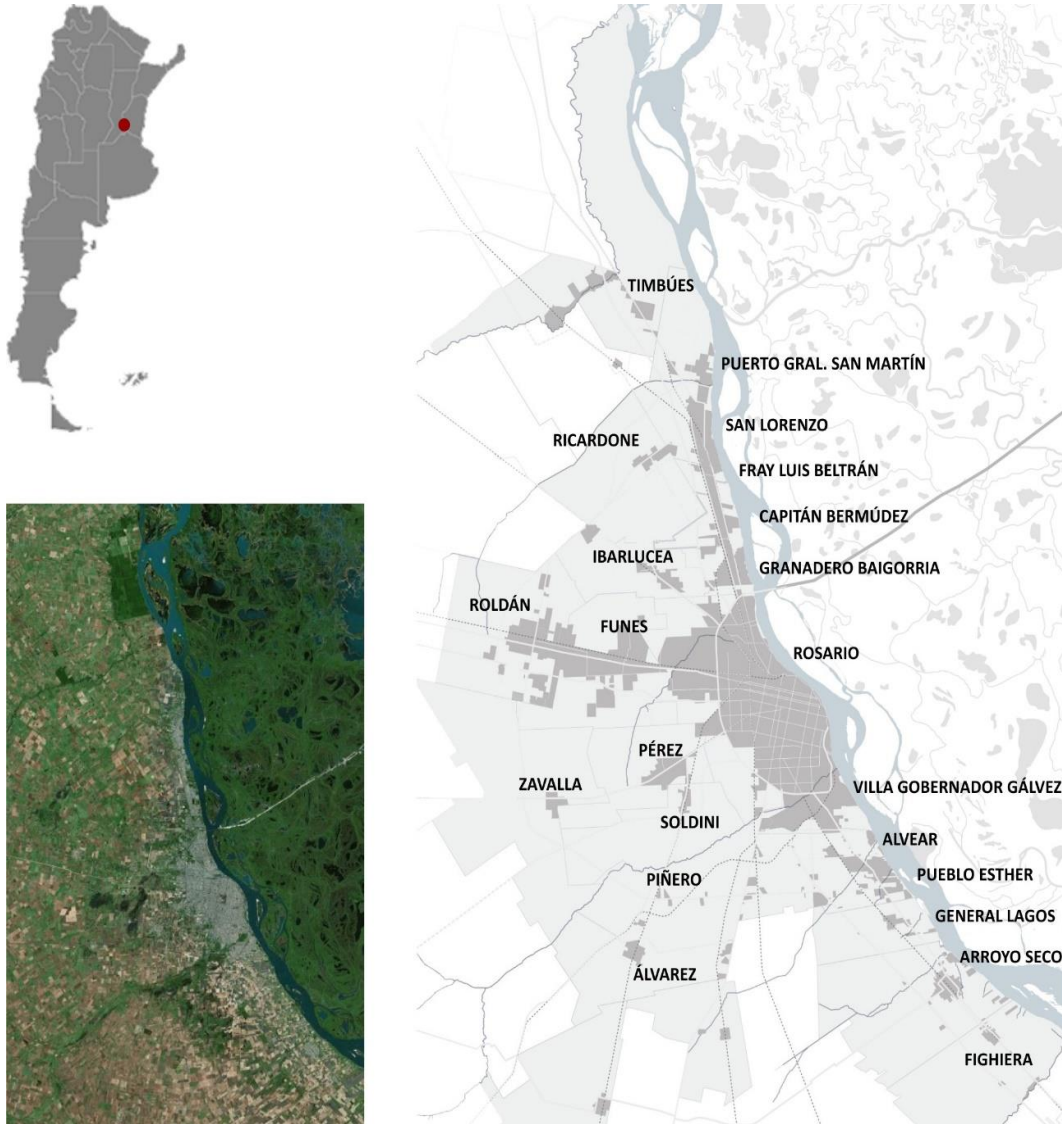 TIMBÚES
PUERTO GRAL. SAN MARTÍN
SAN LORENZO
RICARDONE
FRAY LUIS BELTRÁN
CAPITÁN BERMÚDEZ
IBARLUCEA
GRANADERO BAIGORRIA
ROLDÁN
FUNES
ROSARIO
PÉREZ
ZAVALLA
VILLA GOBERNADOR GÁLVEZ
SOLDINI
ALVEAR
PUEBLO ESTHER
PIÑERO
GENERAL LAGOS
ARROYO SECO
ÁLVAREZ
FIGHIERA